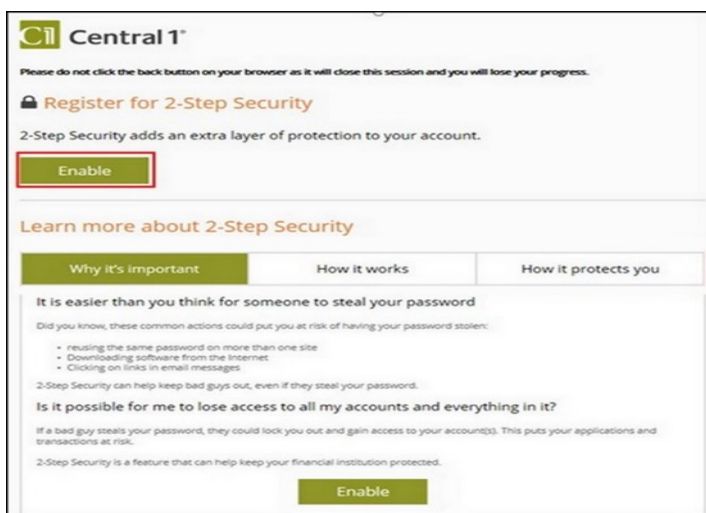 C1 Central 1®
Please do not click the back button on your browser as it will close this session and you will lose your progress.
Register for 2-Step Security
2-Step Security adds an extra layer of protection to your account.
Enable
Learn more about 2-Step Security
Why it's important How it works How it protects you
It is easier than you think for someone to steal your password
Did you know, these common actions could put you at risk of having your password stolen:
• reusing the same password on more than one site
• Downloading software from the Internet
• Clicking on links in email messages
2-Step Security can help keep bad guys out, even if they steal your password.
Is it possible for me to lose access to all my accounts and everything in it?
If a bad guy steals your password, they could lock you out and gain access to your account(s). This puts your applications and
transactions at risk.
2-Step Security is a feature that can help keep your financial institution protected.
Enable